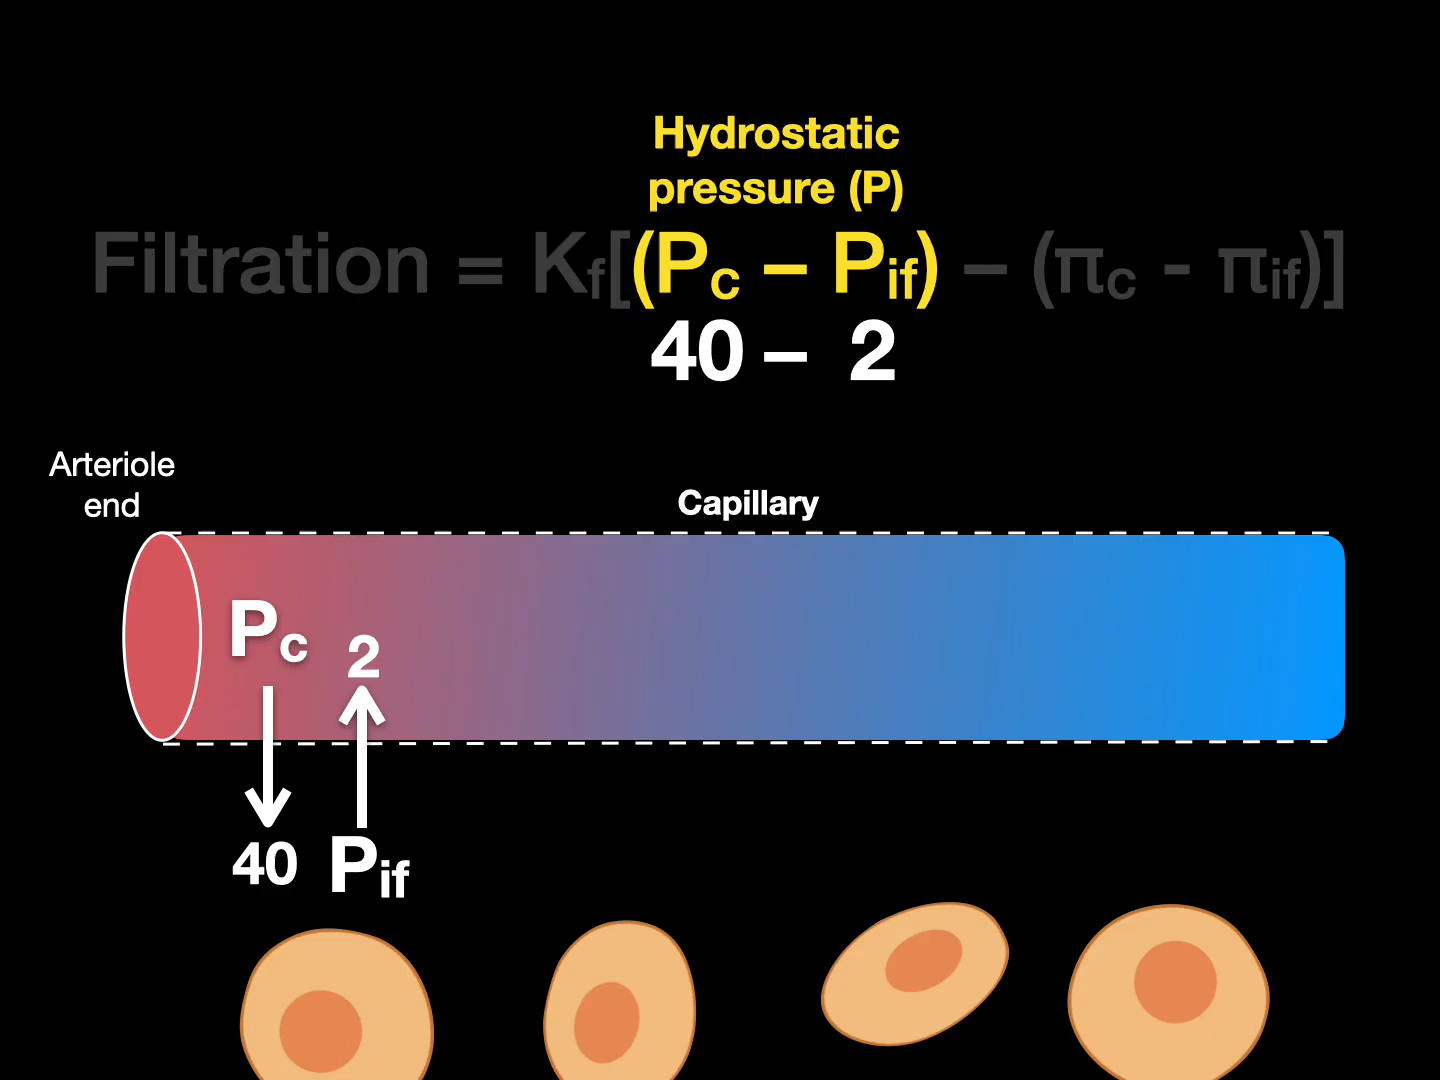 Hydrostatic
pressure (P)
Filtration = Kf[(Pc – Pif) – (πc - πif)]
40 – 2
Arteriole
end
Capillary
Pc
2
40
Pif